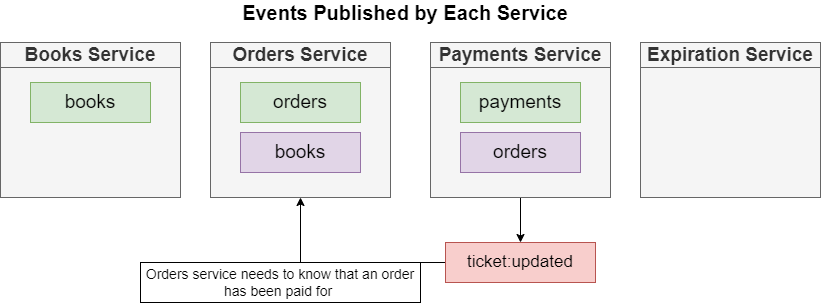 Events Published by Each Service
Books Service
books
Orders Service
orders
books
Payments Service
payments
orders
Expiration Service
ticket:updated
Orders service needs to know that an order
has been paid for